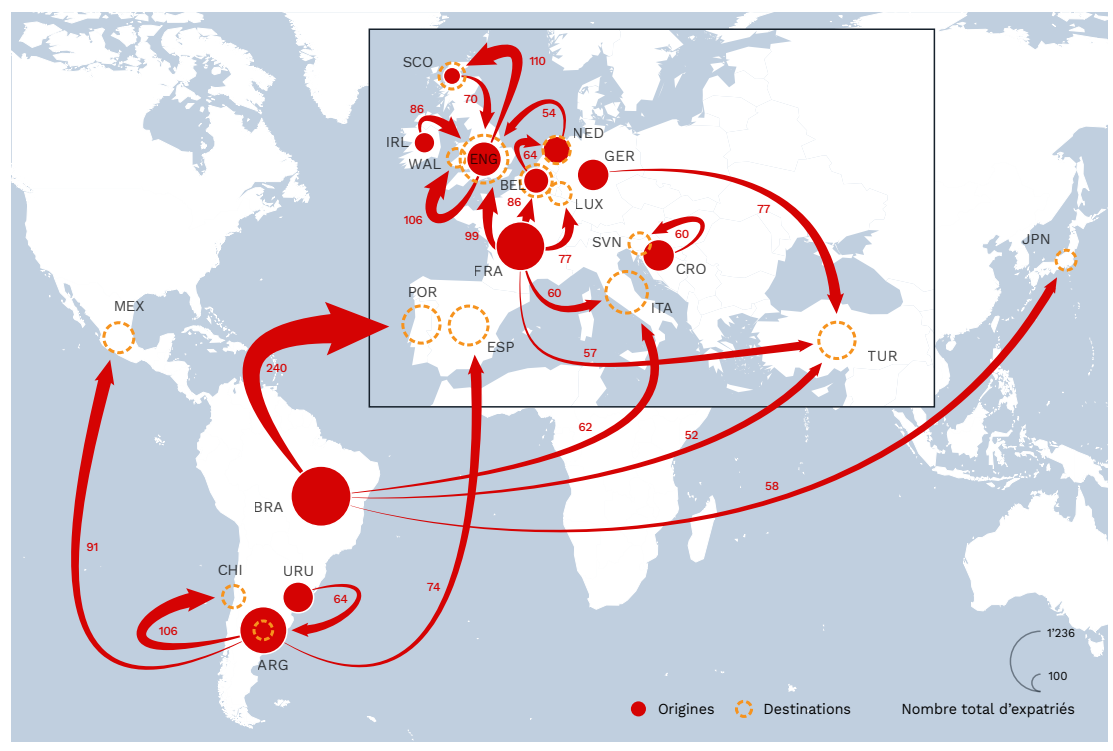 SCO
110
70
86
54
NED
IRL
ENG
64
GER
WAL
BEL
86
LUX
77
106
99
JPN
SVN
60
77
FRA
CRO
POR
60
MEX
ITA
ESP
57
TUR
240
62
52
58
BRA
91
CHI
URU
74
64
106
1'236
ARG
100
Origines
Destinations
Nombre total d'expatriés